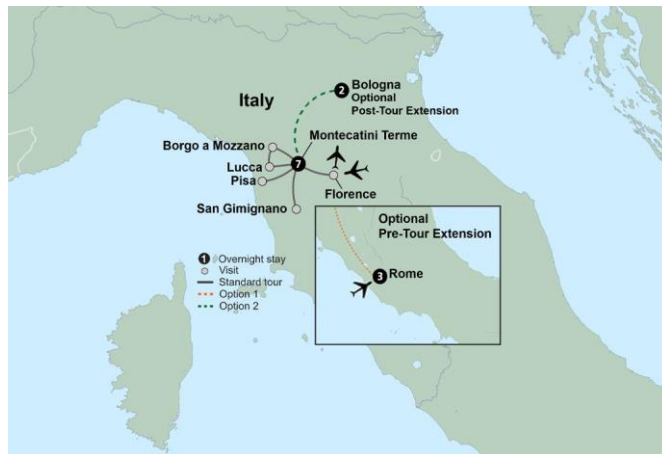 2
Bologna
Optional
Post-Tour Extension
Italy
Montecatini Terme
Borgo a Mozzano
7
Lucca
Pisa
Florence
San Gimignano
Optional
Pre-Tour Extension
3 Rome
1 Overnight stay
Visit
Standard tour
Option 1
Option 2